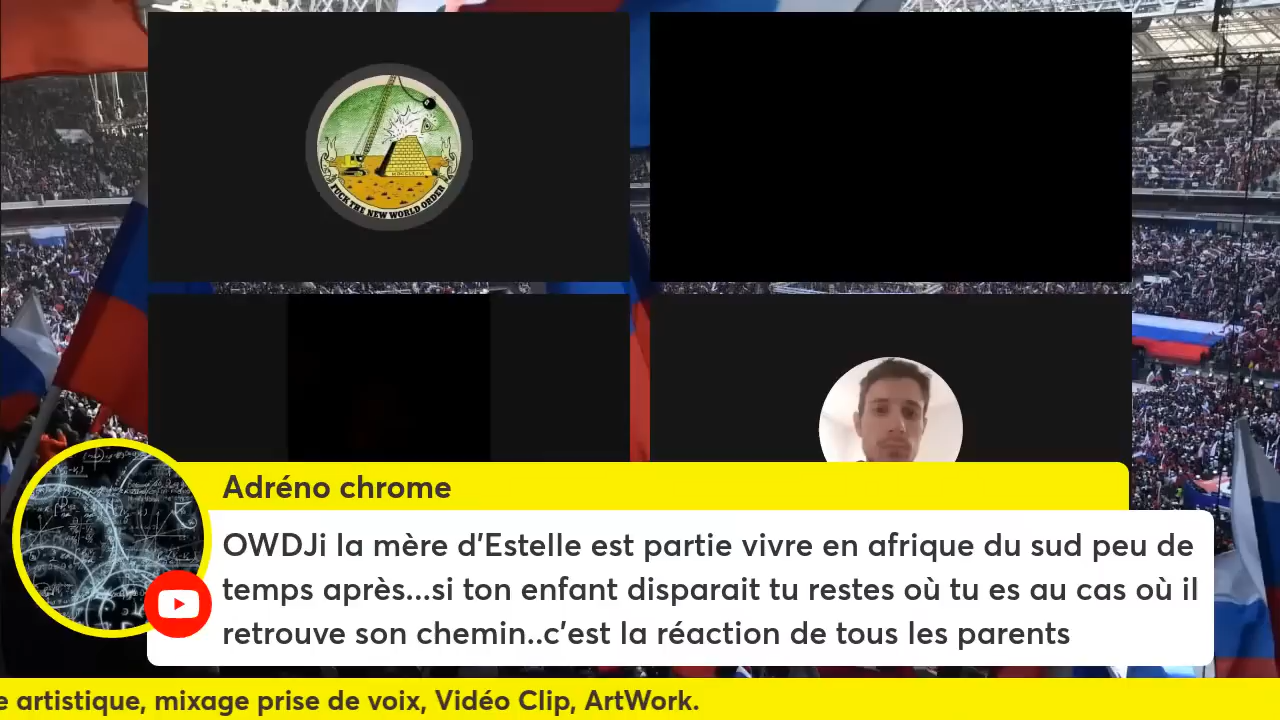 FUCK THE NEW WORLD ORDER
Adréno chrome
OWDJi la mère d'Estelle est partie vivre en afrique du sud peu de
temps après...si ton enfant disparait tu restes où tu es au cas où il
retrouve son chemin..c'est la réaction de tous les parents
e artistique, mixage prise de voix, Vidéo Clip, ArtWork.